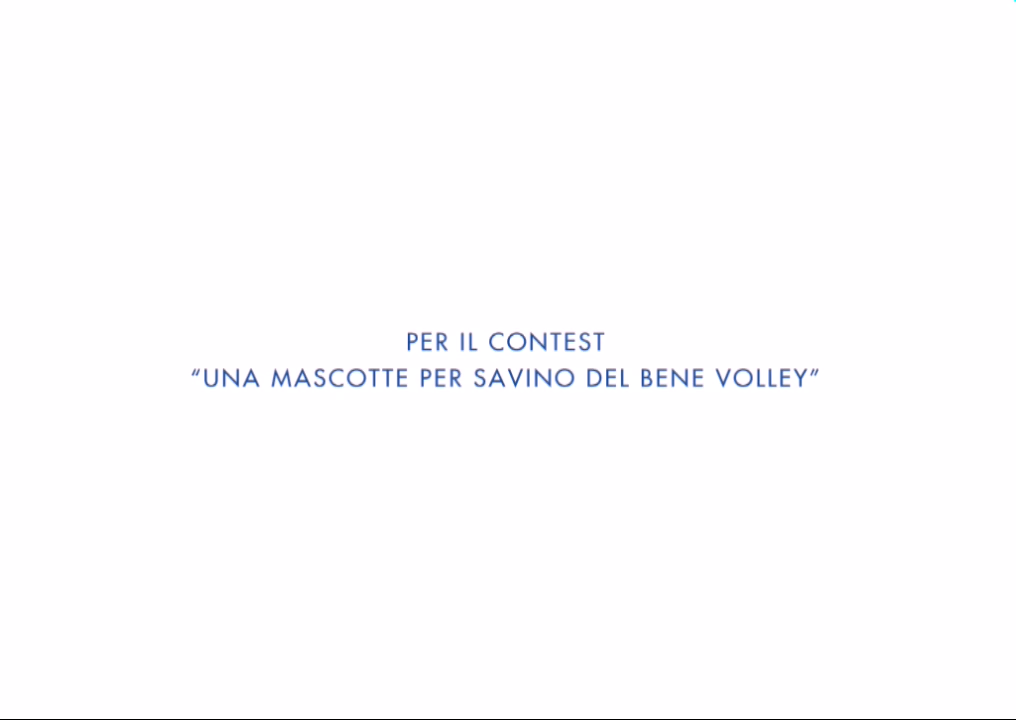 PER IL CONTEST
“UNA MASCOTTE PER SAVINO DEL BENE VOLLEY”